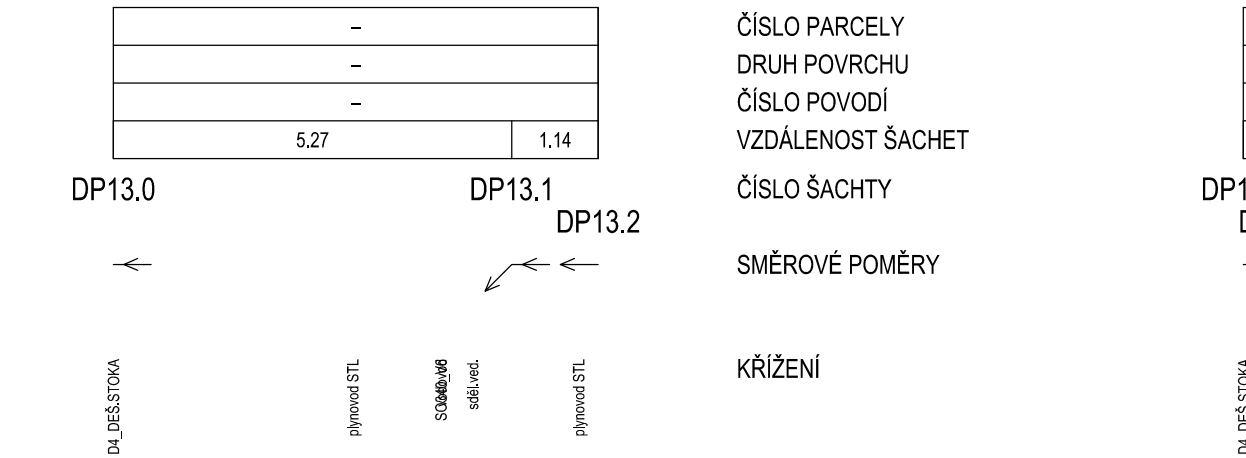 –
ČÍSLO PARCELY
–
DRUH POVRCHU
–
ČÍSLO POVODÍ
5.27
1.14
VZDÁLENOST ŠACHET
DP13.0
DP13.1
ČÍSLO ŠACHTY
DP13.2
SMĚROVÉ POMĚRY
D4_DEŠ.STOKA
plynovod STL
sděl.ved.
plynovod STL
KŘÍŽENÍ
D4_DEŠ.STOKA